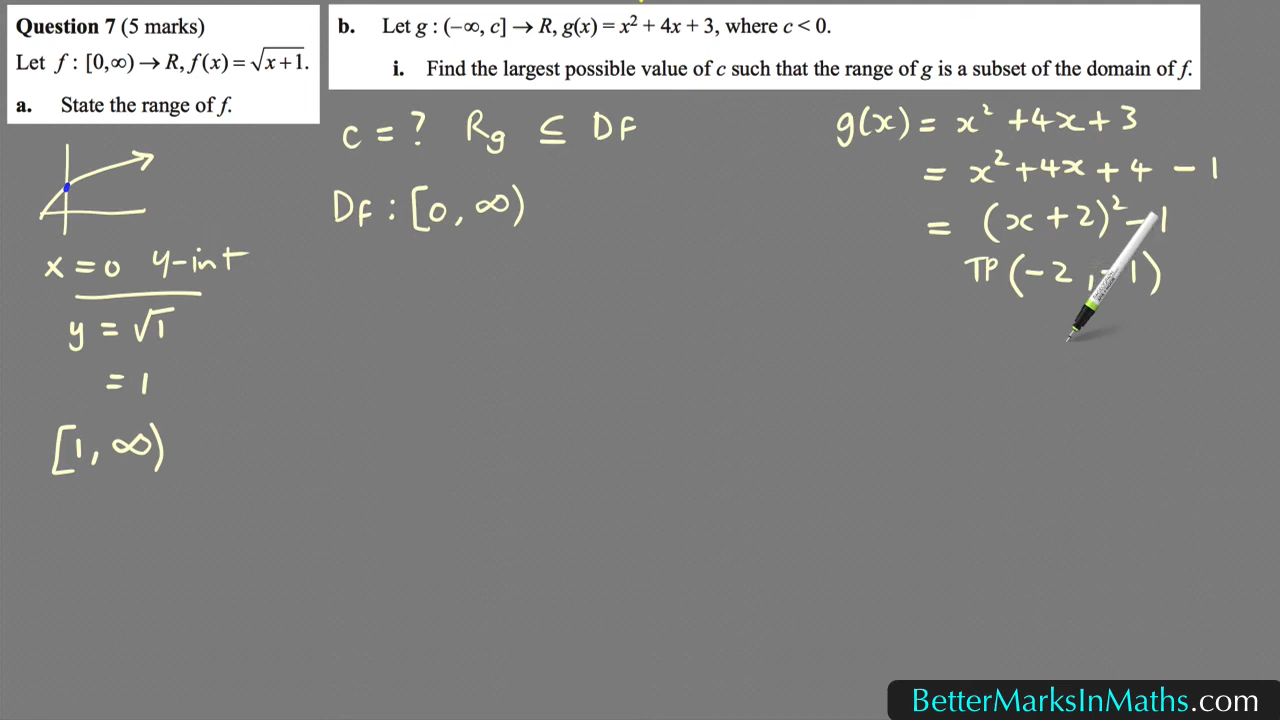 Question 7 (5 marks)
Let f : [0,∞) → R, f(x) = √x+1.
a. State the range of f.
b. Let g : (−∞, c] → R, g(x) = x² + 4x + 3, where c < 0.
i. Find the largest possible value of c such that the range of g is a subset of the domain of f.
x = 0 y-int
y = √1
= 1
[1, ∞)
c = ? Rg ⊆ Df
Df : [0, ∞)
g(x) = x² + 4x + 3
= x² + 4x + 4 − 1
= (x + 2)² − 1
TP (−2, −1)
BetterMarksInMaths.com